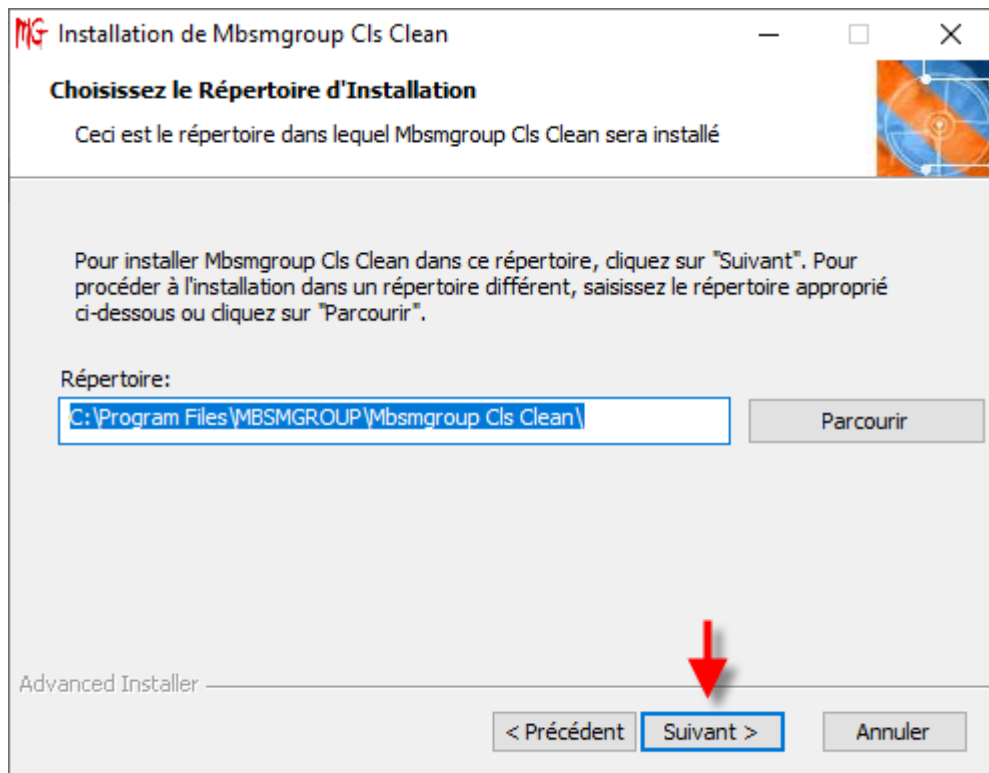 MG Installation de Mbsmgroup Cls Clean
Choisissez le Répertoire d'Installation
Ceci est le répertoire dans lequel Mbsmgroup Cls Clean sera installé
Pour installer Mbsmgroup Cls Clean dans ce répertoire, cliquez sur "Suivant". Pour
procéder à l'installation dans un répertoire différent, saisissez le répertoire approprié
ci-dessous ou cliquez sur "Parcourir".
Répertoire:
C:\Program Files\MBSMGROUP\Mbsmgroup Cls Clean\
Parcourir
Advanced Installer
< Précédent
Suivant >
Annuler